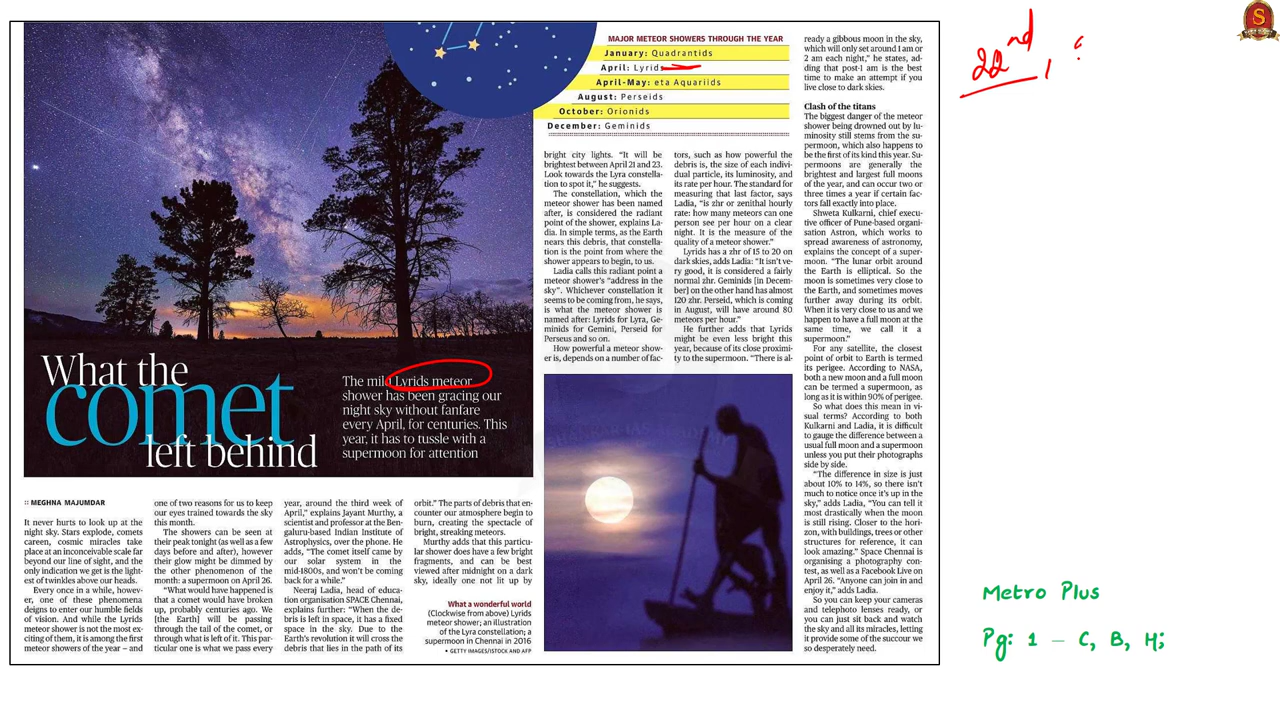 MAJOR METEOR SHOWERS THROUGH THE YEAR
January: Quadrantids
April: Lyrids
April-May: eta Aquariids
August: Perseids
October: Orionids
December: Geminids
What the
comet
left behind
The mild Lyrids meteor
shower has been gracing our
night sky without fanfare
every April, for centuries. This
year, it has to tussle with a
supermoon for attention
:: MEGHNA MAJUMDAR
It never hurts to look up at the
night sky. Stars explode, comets
careen, cosmic miracles take
place at an inconceivable scale far
beyond our line of sight, and the
only indication we get is the light-
est of twinkles above our heads.
Every once in a while, howev-
er, one of these phenomena
deigns to enter our humble fields
of vision. And while the Lyrids
meteor shower is not the most ex-
citing of them, it is among the first
meteor showers of the year – and
one of two reasons for us to keep
our eyes trained towards the sky
this month.
The showers can be seen at
their peak tonight (as well as a few
days before and after), however
their glow might be dimmed by
the other phenomenon of the
month: a supermoon on April 26.
"What would have happened is
that a comet would have broken
up, probably centuries ago. We
[the Earth] will be passing
through the tail of the comet, or
through what is left of it. This par-
ticular one is what we pass every
year, around the third week of
April," explains Jayant Murthy, a
scientist and professor at the Ben-
galuru-based Indian Institute of
Astrophysics, over the phone. He
adds, "The comet itself came by
our solar system in the
mid-1800s, and won't be coming
back for a while."
Neeraj Ladia, head of educa-
tion organisation SPACE Chennai,
explains further: "When the de-
bris is left in space, it has a fixed
space in the sky. Due to the
Earth's revolution it will cross the
debris that lies in the path of its
orbit." The parts of debris that en-
counter our atmosphere begin to
burn, creating the spectacle of
bright, streaking meteors.
Murthy adds that this particu-
lar shower does have a few bright
fragments, and can be best
viewed after midnight on a dark
sky, ideally one not lit up by
What a wonderful world
(Clockwise from above) Lyrids
meteor shower; an illustration
of the Lyra constellation; a
supermoon in Chennai in 2016
• GETTY IMAGES/ISTOCK AND AFP
bright city lights. "It will be
brightest between April 21 and 23.
Look towards the Lyra constella-
tion to spot it," he suggests.
The constellation, which the
meteor shower has been named
after, is considered the radiant
point of the shower, explains La-
dia. In simple terms, as the Earth
nears this debris, that constella-
tion is the point from where the
shower appears to begin, to us.
Ladia calls this radiant point a
meteor shower's "address in the
sky". Whichever constellation it
seems to be coming from, he says,
is what the meteor shower is
named after: Lyrids for Lyra, Ge-
minids for Gemini, Perseid for
Perseus and so on.
How powerful a meteor show-
er is, depends on a number of fac-
tors, such as how powerful the
debris is, the size of each indivi-
dual particle, its luminosity, and
its rate per hour. The standard for
measuring that last factor, says
Ladia, "is zhr or zenithal hourly
rate: how many meteors can one
person see per hour on a clear
night. It is the measure of the
quality of a meteor shower."
Lyrids has a zhr of 15 to 20 on
dark skies, adds Ladia: "It isn't ve-
ry good, it is considered a fairly
normal zhr. Geminids [in Decem-
ber] on the other hand has almost
120 zhr. Perseid, which is coming
in August, will have around 80
meteors per hour."
He further adds that Lyrids
might be even less bright this
year, because of its close proximi-
ty to the supermoon. "There is al-
ready a gibbous moon in the sky,
which will only set around 1 am or
2 am each night," he states, ad-
ding that post-1 am is the best
time to make an attempt if you
live close to dark skies.
Clash of the titans
The biggest danger of the meteor
shower being drowned out by lu-
minosity still stems from the su-
permoon, which also happens to
be the first of its kind this year. Su-
permoons are generally the
brightest and largest full moons
of the year, and can occur two or
three times a year if certain fac-
tors fall exactly into place.
Shweta Kulkarni, chief execu-
tive officer of Pune-based organi-
sation Astron, which works to
spread awareness of astronomy,
explains the concept of a super-
moon. "The lunar orbit around
the Earth is elliptical. So the
moon is sometimes very close to
the Earth, and sometimes moves
further away during its orbit.
When it is very close to us and we
happen to have a full moon at the
same time, we call it a
supermoon."
For any satellite, the closest
point of orbit to Earth is termed
its perigee. According to NASA,
both a new moon and a full moon
can be termed a supermoon, as
long as it is within 90% of perigee.
So what does this mean in vi-
sual terms? According to both
Kulkarni and Ladia, it is difficult
to gauge the difference between a
usual full moon and a supermoon
unless you put their photographs
side by side.
"The difference in size is just
about 10% to 14%, so there isn't
much to notice once it's up in the
sky," adds Ladia, "You can tell it
most drastically when the moon
is still rising. Closer to the hori-
zon, with buildings, trees or other
structures for reference, it can
look amazing." Space Chennai is
organising a photography con-
test, as well as a Facebook Live on
April 26. "Anyone can join in and
enjoy it," adds Ladia.
So you can keep your cameras
and telephoto lenses ready, or
you can just sit back and watch
the sky and all its miracles, letting
it provide some of the succour we
so desperately need.
22nd
S
Metro Plus
Pg: 1 – C, B, H;